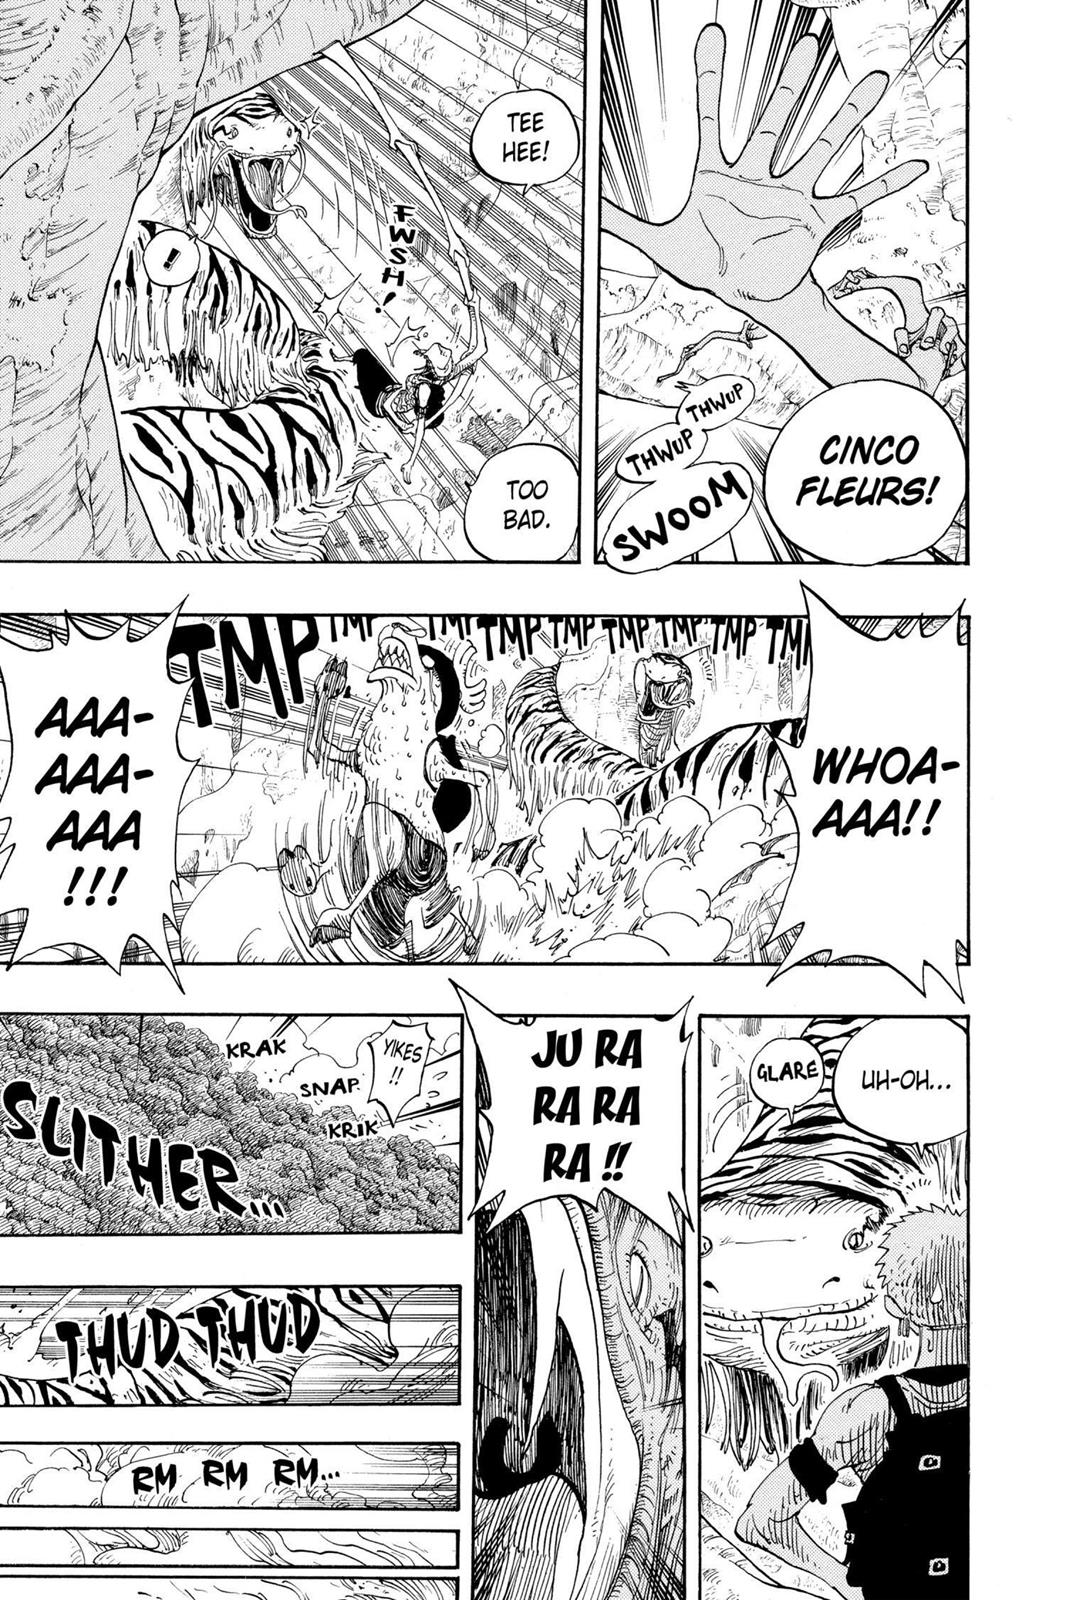 CINCO
FLEURS!
THWUP
THWUP
SWOOM
TEE
HEE!
!
FWSH!
TOO
BAD.
WHOA-
AAA!!
TMP TMP TMP TMP TMP TMP TMP TMP TMP
AAA-
AAA-
AAA
!!!
UH-OH...
GLARE
JU RA
RA RA
RA!!
YIKES
!!
KRAK
SNAP
KRIK
SLITHER...
THUD THUD
RM RM RM...